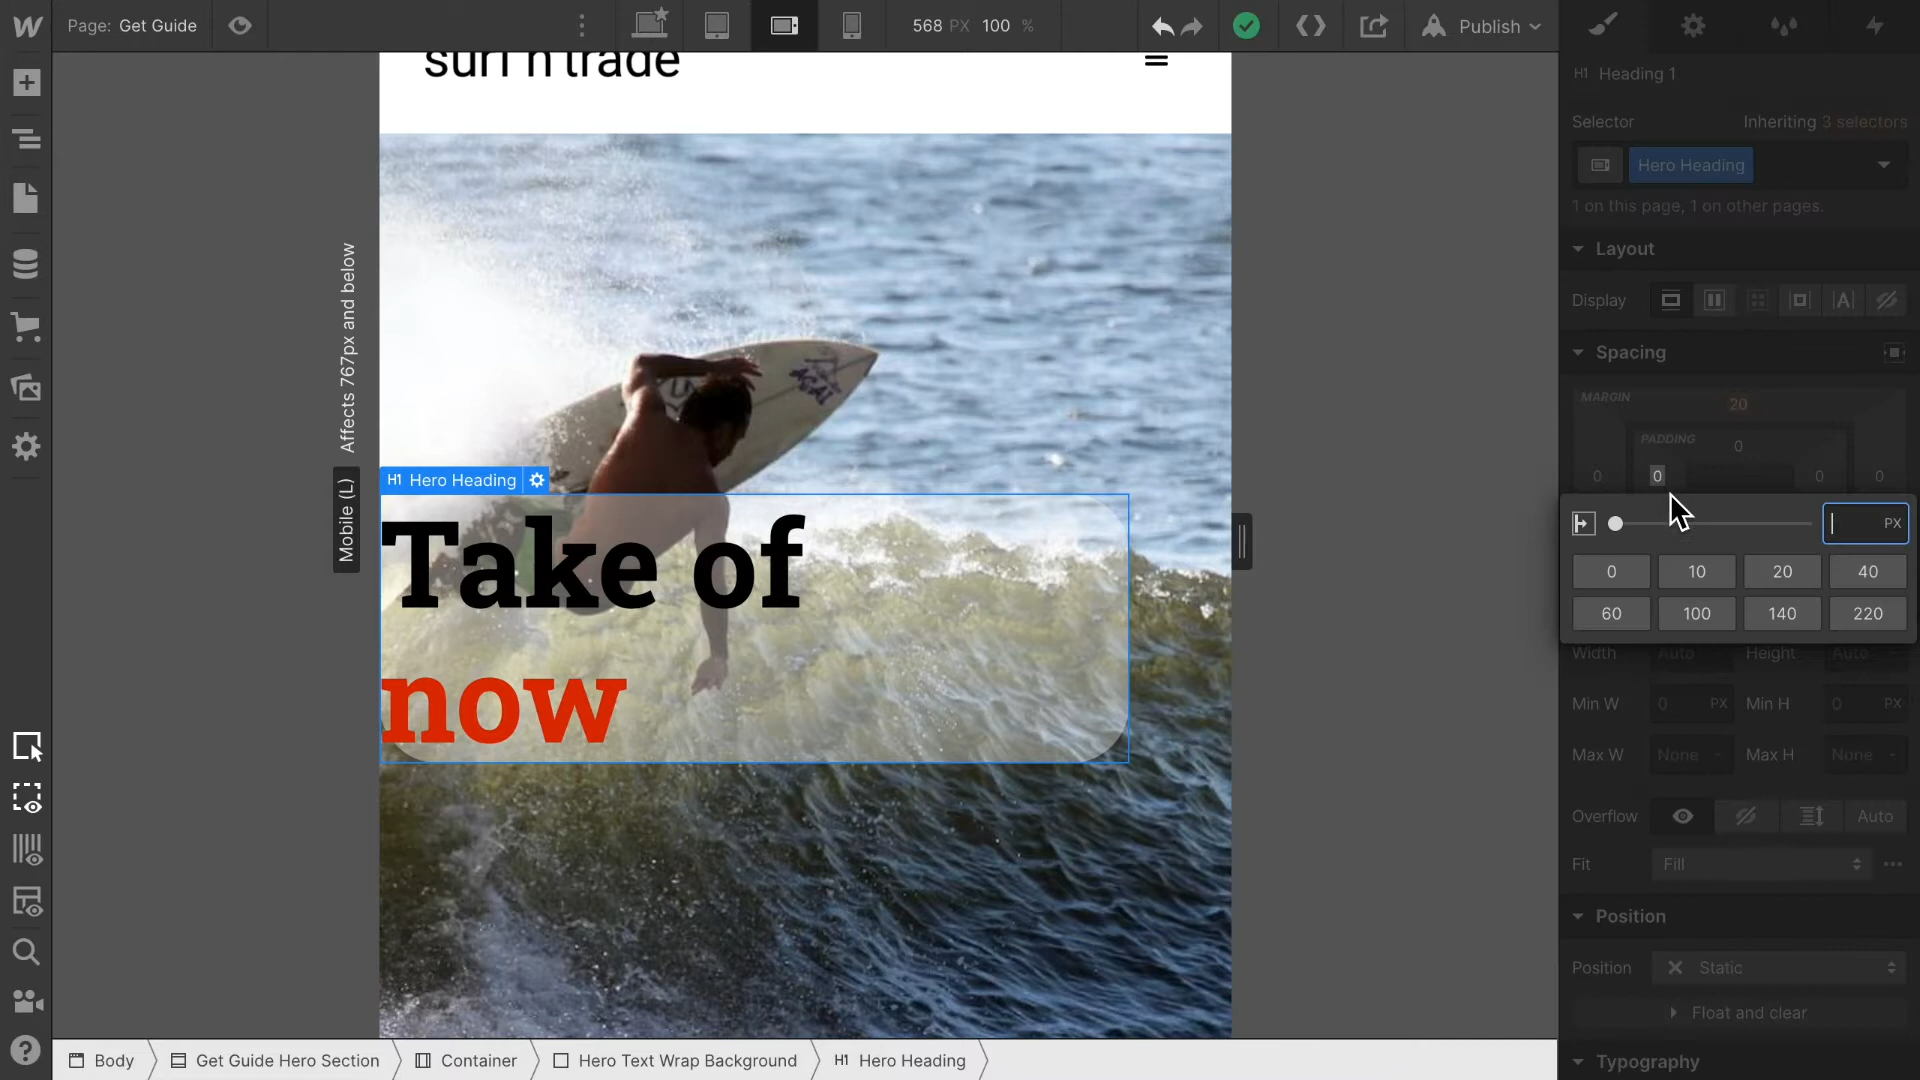 Page: Get Guide
568 PX 100 %
Publish
surf n trade
Affects 767px and below
Mobile (L)
H1 Hero Heading
Take of
now
Body
Get Guide Hero Section
Container
Hero Text Wrap Background
H1 Hero Heading
H1 Heading 1
Selector
Inheriting 3 selectors
Hero Heading
1 on this page, 1 on other pages.
Layout
Display
Spacing
MARGIN
20
PADDING
0
0 0 0 0
PX
0 10 20 40
60 100 140 220
Width Auto Height Auto
Min W 0 PX Min H 0 PX
Max W None Max H None
Overflow Auto
Fit Fill
Position
Position Static
Float and clear
Typography